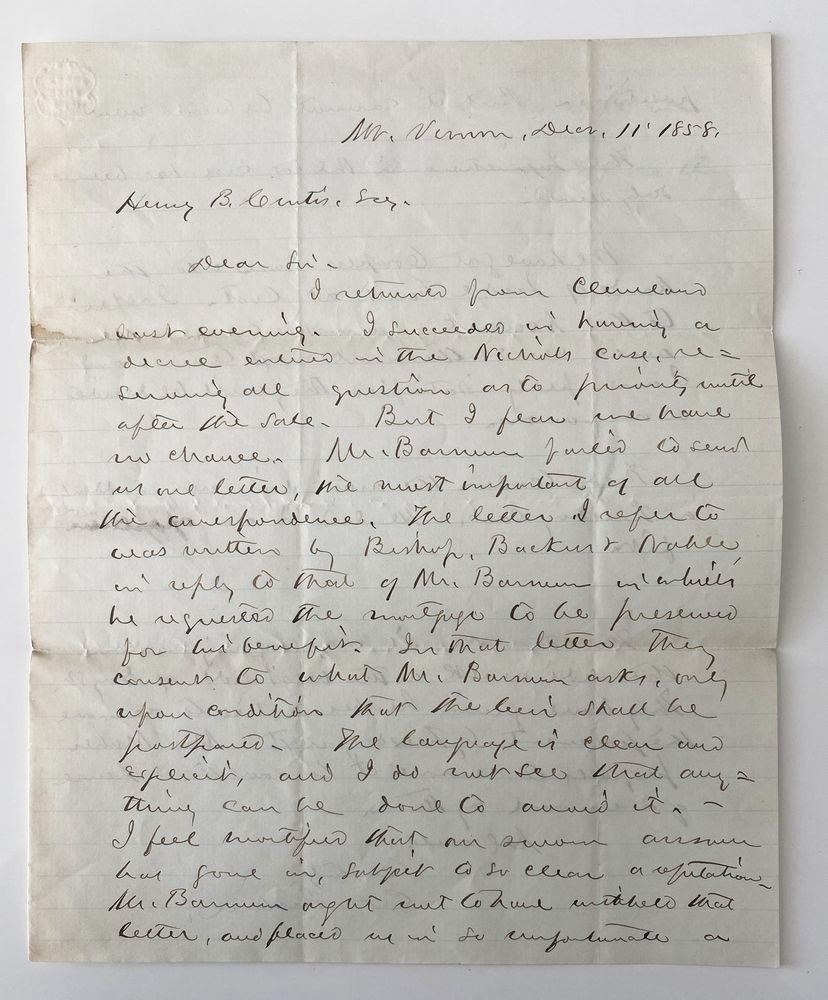 Mt. Vernon, Decr. 11 1858.
Henry B. Curtis, Esq.
Dear Sir.
I returned from Cleveland
last evening. I succeeded in having a
decree entered in the Nichols case, re=
serving all question as to priority until
after the sale. But I fear we have
no chance. Mr. Barnum failed to send
us one letter, the most important of all
the correspondence. The letter I refer to
was written by Bishop, Backus & Noble,
in reply to that of Mr. Barnum in which
he requested the mortgage to be preserved
for his benefit. In that letter they
consent to what Mr. Barnum asks, only
upon condition that the lien shall be
postponed. The language is clear and
explicit, and I do not see that any=
thing can be done to avoid it. –
I feel mortified that our sworn answer
has gone in, subject to so clear a refutation.
Mr. Barnum ought not to have withheld that
letter, and placed us in so unfortunate a